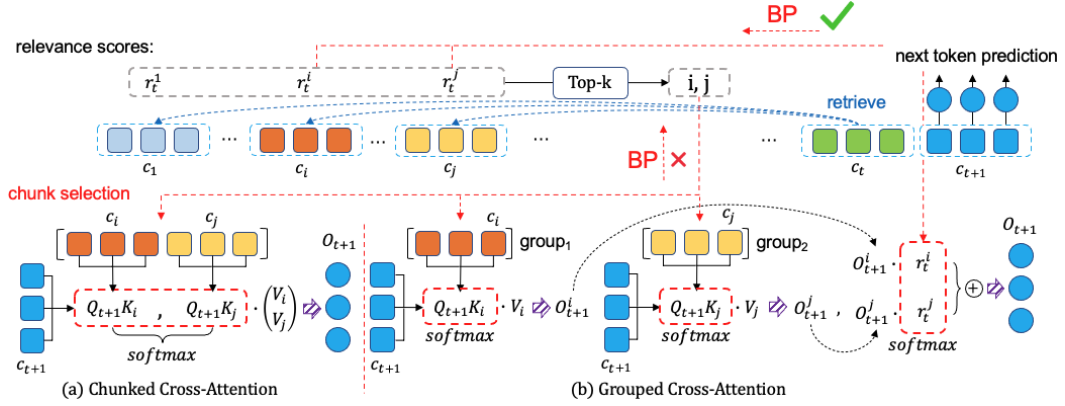 BP
relevance scores:
next token prediction
r_t^1 r_t^i r_t^j Top-k i, j
retrieve
... ... ... ...
c_1 c_i c_j BP × c_t c_{t+1}
chunk selection
c_i c_j c_i c_j
O_{t+1} O_{t+1}
[ ] [ ] group₁ [ ] group₂
O_{t+1}^i · r_t^i
Q_{t+1}K_i , Q_{t+1}K_j · (V_i V_j) Q_{t+1}K_i · V_i O_{t+1}^i Q_{t+1}K_j · V_j O_{t+1}^j , O_{t+1}^j · r_t^j } ⊕
softmax softmax softmax softmax
c_{t+1} c_{t+1} c_{t+1}
(a) Chunked Cross-Attention (b) Grouped Cross-Attention